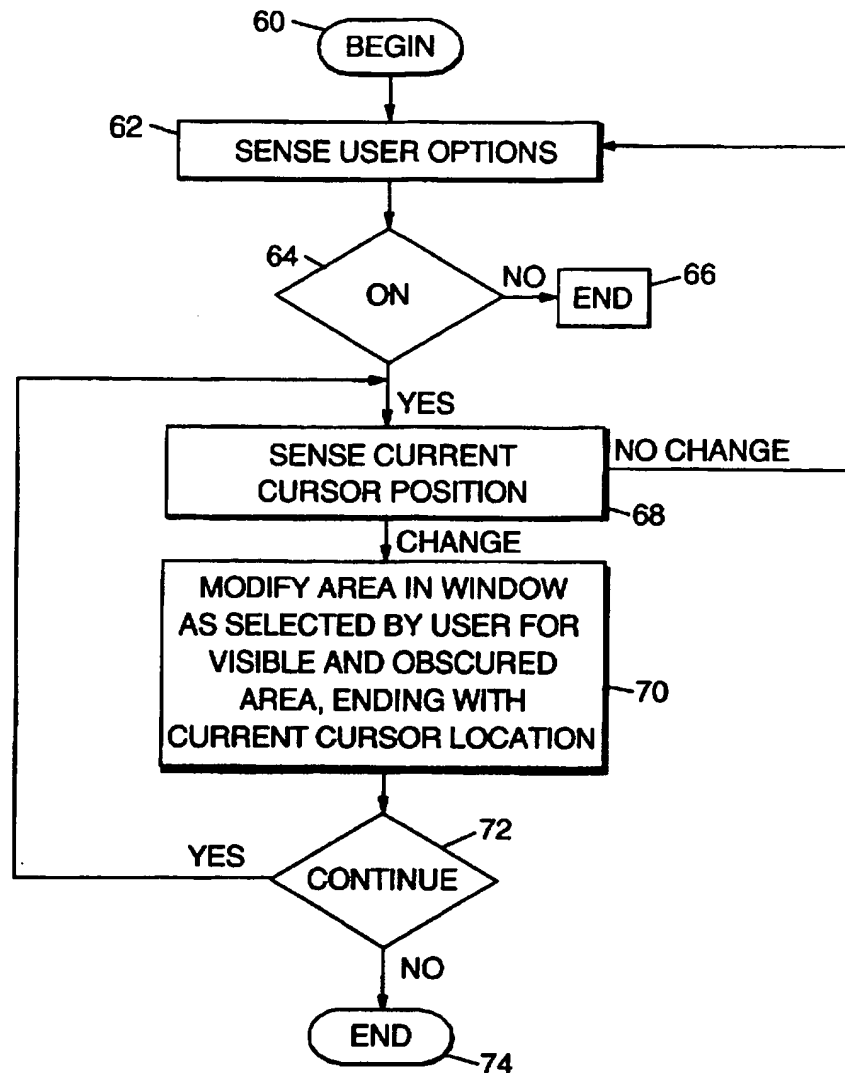 60
BEGIN
62
SENSE USER OPTIONS
64
ON
NO
END
66
YES
SENSE CURRENT
CURSOR POSITION
NO CHANGE
68
CHANGE
MODIFY AREA IN WINDOW
AS SELECTED BY USER FOR
VISIBLE AND OBSCURED
AREA, ENDING WITH
CURRENT CURSOR LOCATION
70
72
YES
CONTINUE
NO
END
74